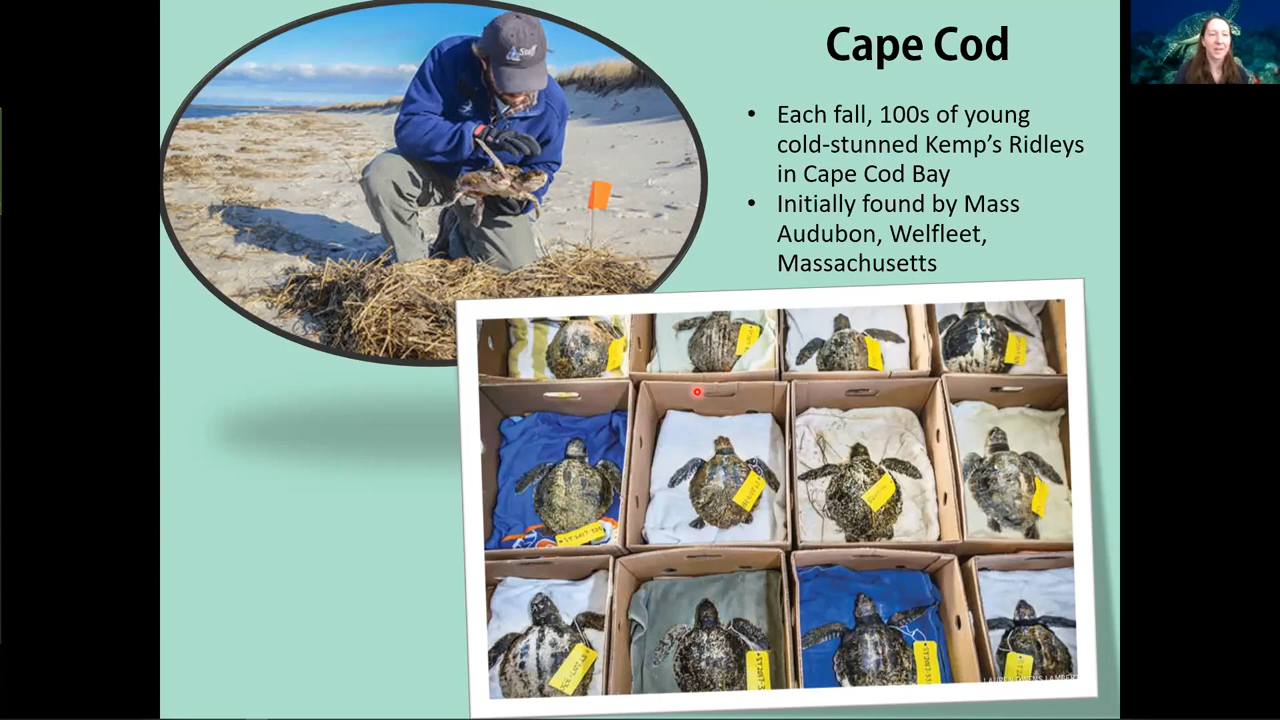 Cape Cod
• Each fall, 100s of young
cold-stunned Kemp’s Ridleys
in Cape Cod Bay
• Initially found by Mass
Audubon, Welfleet,
Massachusetts
Staff